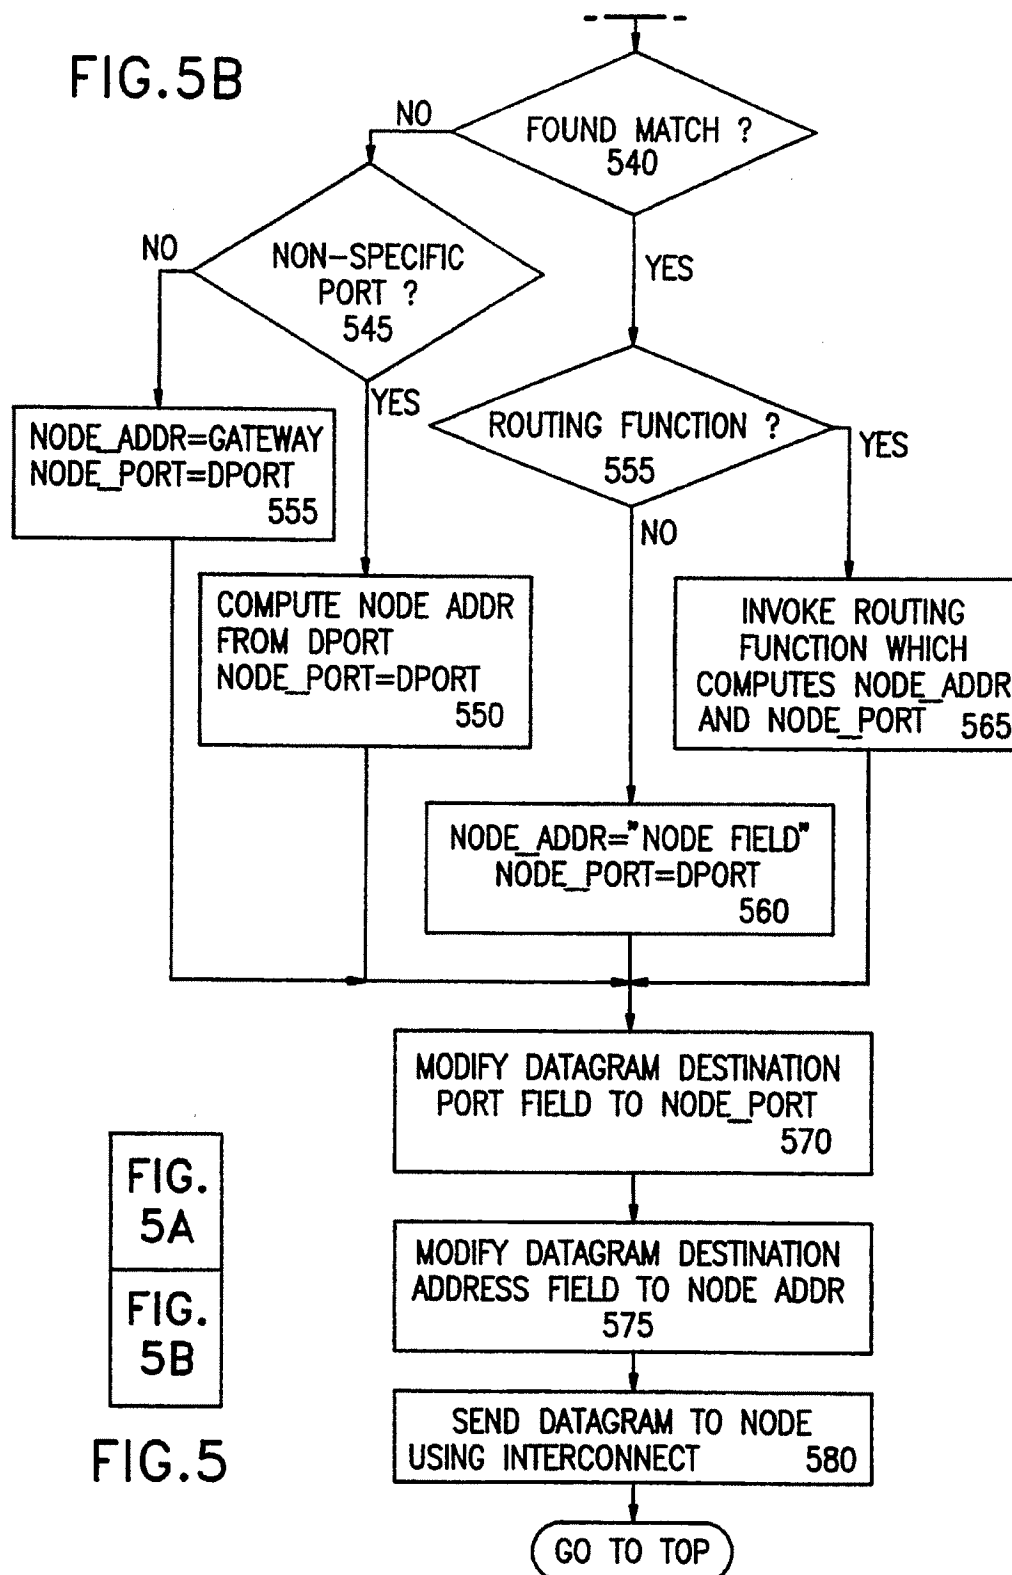 FIG.5B
FOUND MATCH ?
540
NO
YES
NON-SPECIFIC
PORT ?
545
NO
YES
ROUTING FUNCTION ?
555
YES
NO
NODE_ADDR=GATEWAY
NODE_PORT=DPORT
555
COMPUTE NODE ADDR
FROM DPORT
NODE_PORT=DPORT
550
INVOKE ROUTING
FUNCTION WHICH
COMPUTES NODE_ADDR
AND NODE_PORT 565
NODE_ADDR="NODE FIELD"
NODE_PORT=DPORT
560
MODIFY DATAGRAM DESTINATION
PORT FIELD TO NODE_PORT
570
MODIFY DATAGRAM DESTINATION
ADDRESS FIELD TO NODE ADDR
575
SEND DATAGRAM TO NODE
USING INTERCONNECT 580
GO TO TOP
FIG.
5A
FIG.
5B
FIG.5